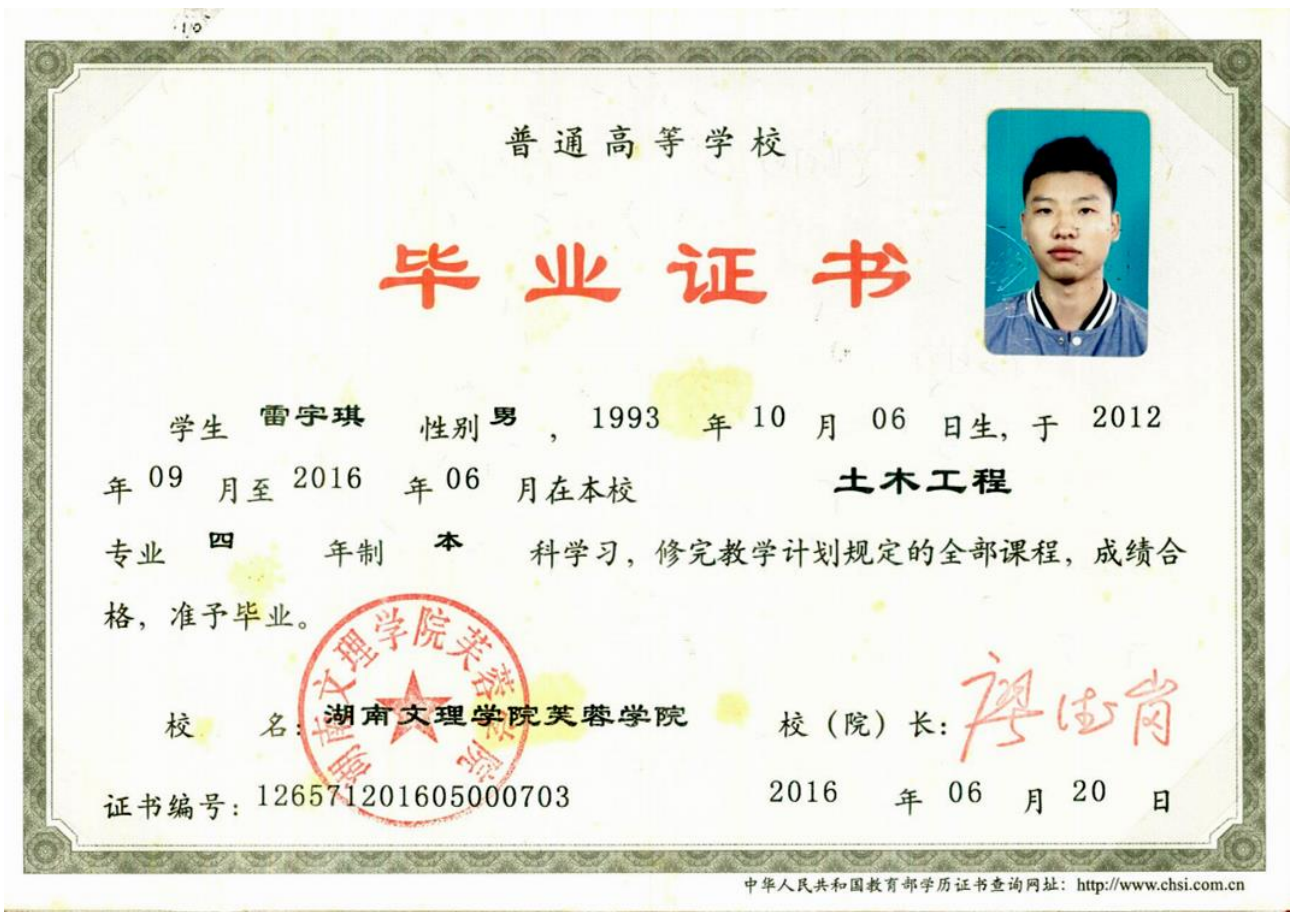 普通高等学校
毕业证书
学生 雷宇琪 性别 男 , 1993 年 10 月 06 日生, 于 2012
年 09 月至 2016 年 06 月在本校 土木工程
专业 四 年制 本 科学习, 修完教学计划规定的全部课程, 成绩合
格, 准予毕业。
湖南文理学院芙蓉学院
校 名: 湖南文理学院芙蓉学院 校 (院) 长:
证书编号: 126571201605000703 2016 年 06 月 20 日
中华人民共和国教育部学历证书查询网址: http://www.chsi.com.cn